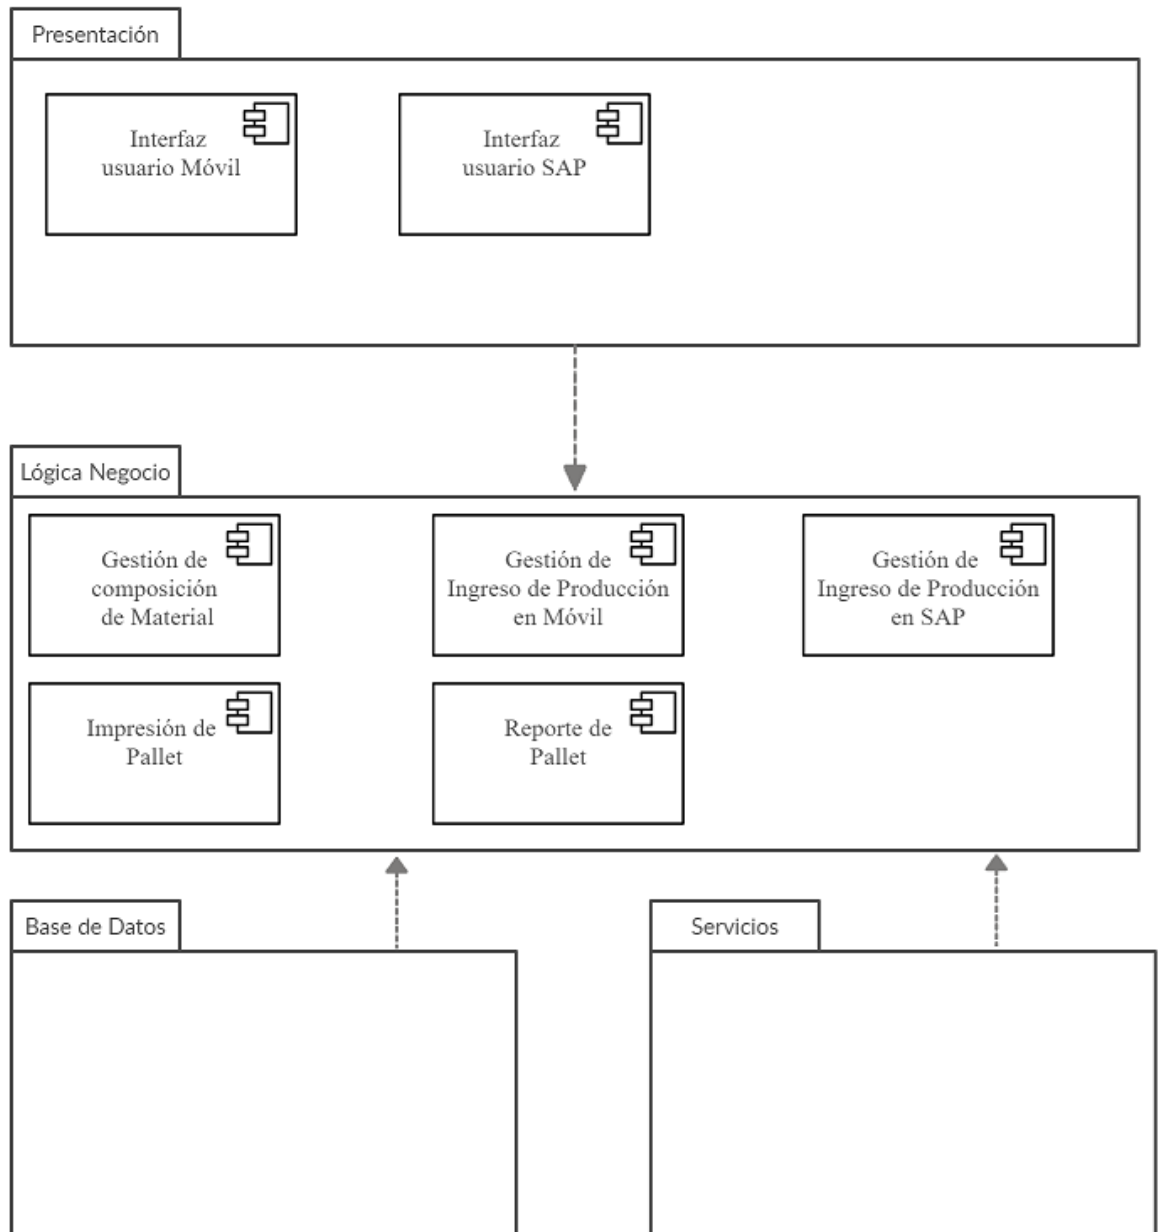 Presentación
Interfaz
usuario Móvil
Interfaz
usuario SAP
Lógica Negocio
Gestión de
composición
de Material
Gestión de
Ingreso de Producción
en Móvil
Gestión de
Ingreso de Producción
en SAP
Impresión de
Pallet
Reporte de
Pallet
Base de Datos
Servicios